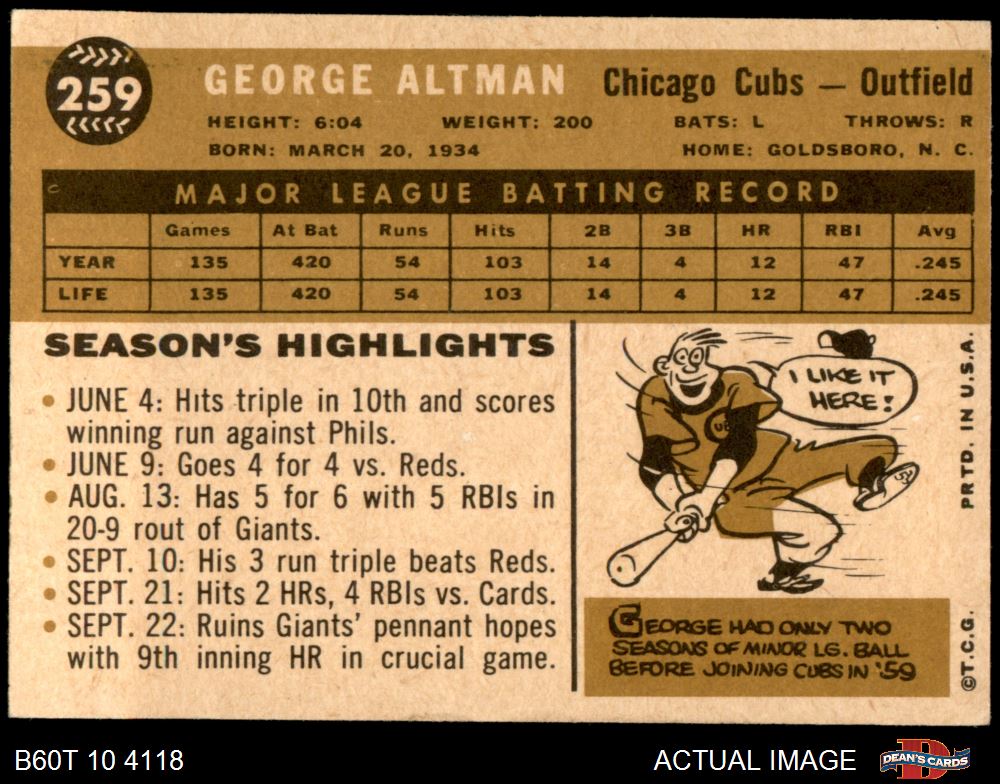 259
GEORGE ALTMAN Chicago Cubs — Outfield
HEIGHT: 6:04 WEIGHT: 200 BATS: L THROWS: R
BORN: MARCH 20, 1934 HOME: GOLDSBORO, N. C.
MAJOR LEAGUE BATTING RECORD
Games At Bat Runs Hits 2B 3B HR RBI Avg
YEAR 135 420 54 103 14 4 12 47 .245
LIFE 135 420 54 103 14 4 12 47 .245
SEASON'S HIGHLIGHTS
• JUNE 4: Hits triple in 10th and scores
winning run against Phils.
• JUNE 9: Goes 4 for 4 vs. Reds.
• AUG. 13: Has 5 for 6 with 5 RBIs in
20-9 rout of Giants.
• SEPT. 10: His 3 run triple beats Reds.
• SEPT. 21: Hits 2 HRs, 4 RBIs vs. Cards.
• SEPT. 22: Ruins Giants' pennant hopes
with 9th inning HR in crucial game.
I LIKE IT
HERE!
GEORGE HAD ONLY TWO
SEASONS OF MINOR LG. BALL
BEFORE JOINING CUBS IN '59
PRTD. IN U.S.A.
©T.C.G.
B60T 10 4118
ACTUAL IMAGE
DEAN'S CARDS